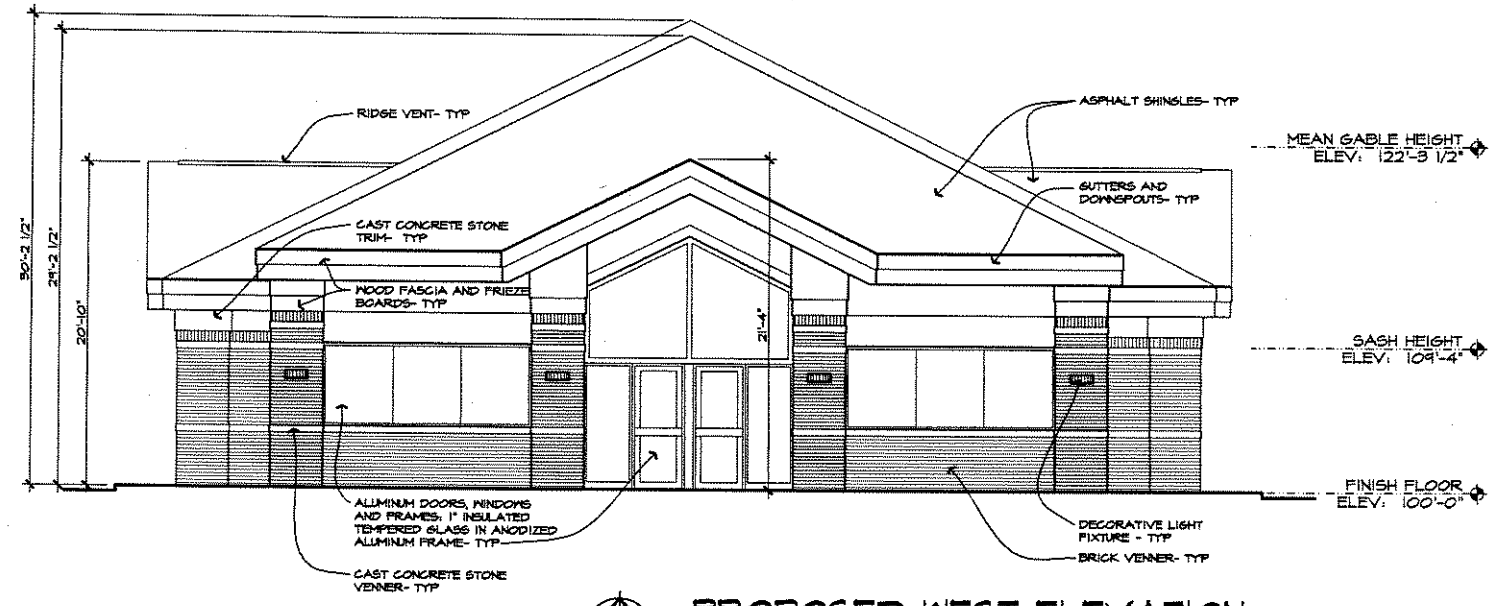 RIDGE VENT- TYP
ASPHALT SHINGLES- TYP
MEAN GABLE HEIGHT
ELEV: 122'-3 1/2"
GUTTERS AND
DOWNSPOUTS- TYP
CAST CONCRETE STONE
TRIM- TYP
30'-2 1/2"
29'-2 1/2"
20'-10"
WOOD FASCIA AND FRIEZE
BOARDS- TYP
21'-4"
SASH HEIGHT
ELEV: 109'-4"
ALUMINUM DOORS, WINDOWS
AND FRAMES: 1" INSULATED
TEMPERED GLASS IN ANODIZED
ALUMINUM FRAME- TYP
FINISH FLOOR
ELEV: 100'-0"
DECORATIVE LIGHT
FIXTURE - TYP
BRICK VENNER- TYP
CAST CONCRETE STONE
VENNER- TYP
PROPOSED WEST ELEVATION